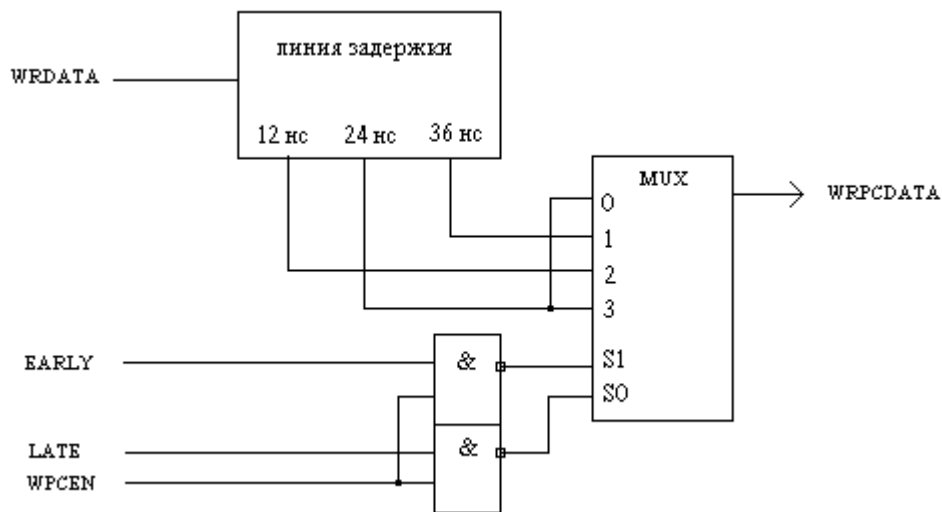 линия задержки
WRDATA
12 нс 24 нс 36 нс
MUX
WRPCDATA
0
1
2
3
EARLY
&
S1
S0
LATE
&
WPCEN